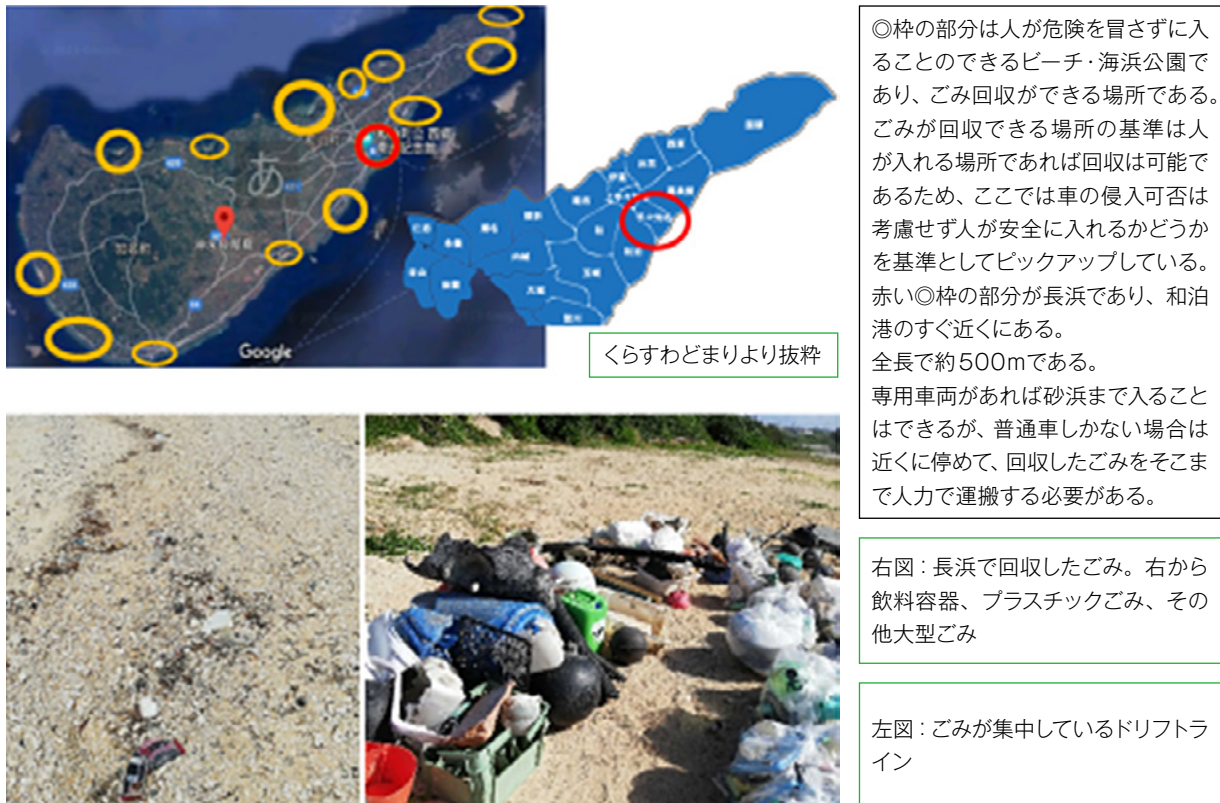 あ
Google
くらすわどまりより抜粋
◎枠の部分は人が危険を冒さずに入
ることのできるビーチ・海浜公園で
あり、ごみ回収ができる場所である。
ごみが回収できる場所の基準は人
が入れる場所であれば回収は可能で
あるため、ここでは車の侵入可否は
考慮せず人が安全に入れるかどうか
を基準としてピックアップしている。
赤い◎枠の部分が長浜であり、和泊
港のすぐ近くにある。
全長で約500mである。
専用車両があれば砂浜まで入ること
はできるが、普通車しかない場合は
近くに停めて、回収したごみをそこま
で人力で運搬する必要がある。
右図：長浜で回収したごみ。右から
飲料容器、プラスチックごみ、その
他大型ごみ
左図：ごみが集中しているドリフトラ
イン